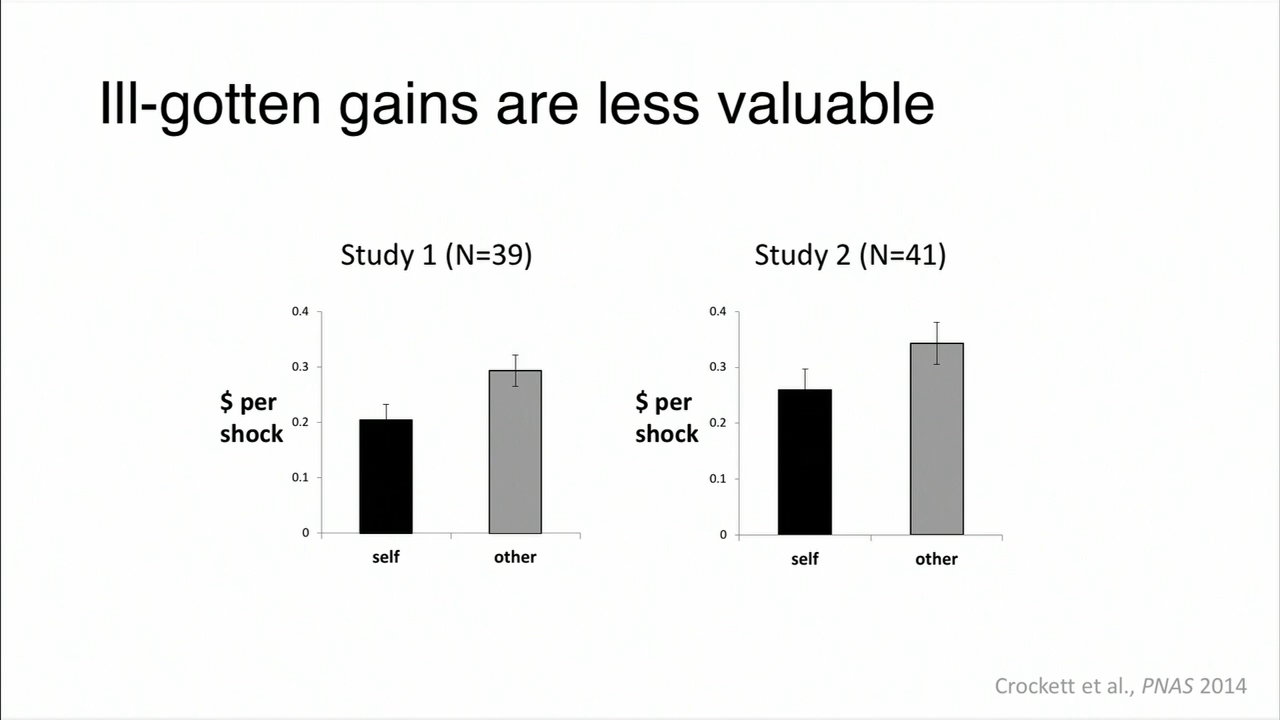 Ill-gotten gains are less valuable
Study 1 (N=39)
0.4
0.3
0.2
0.1
0
$ per
shock
self
other
Study 2 (N=41)
0.4
0.3
0.2
0.1
0
$ per
shock
self
other
Crockett et al., PNAS 2014